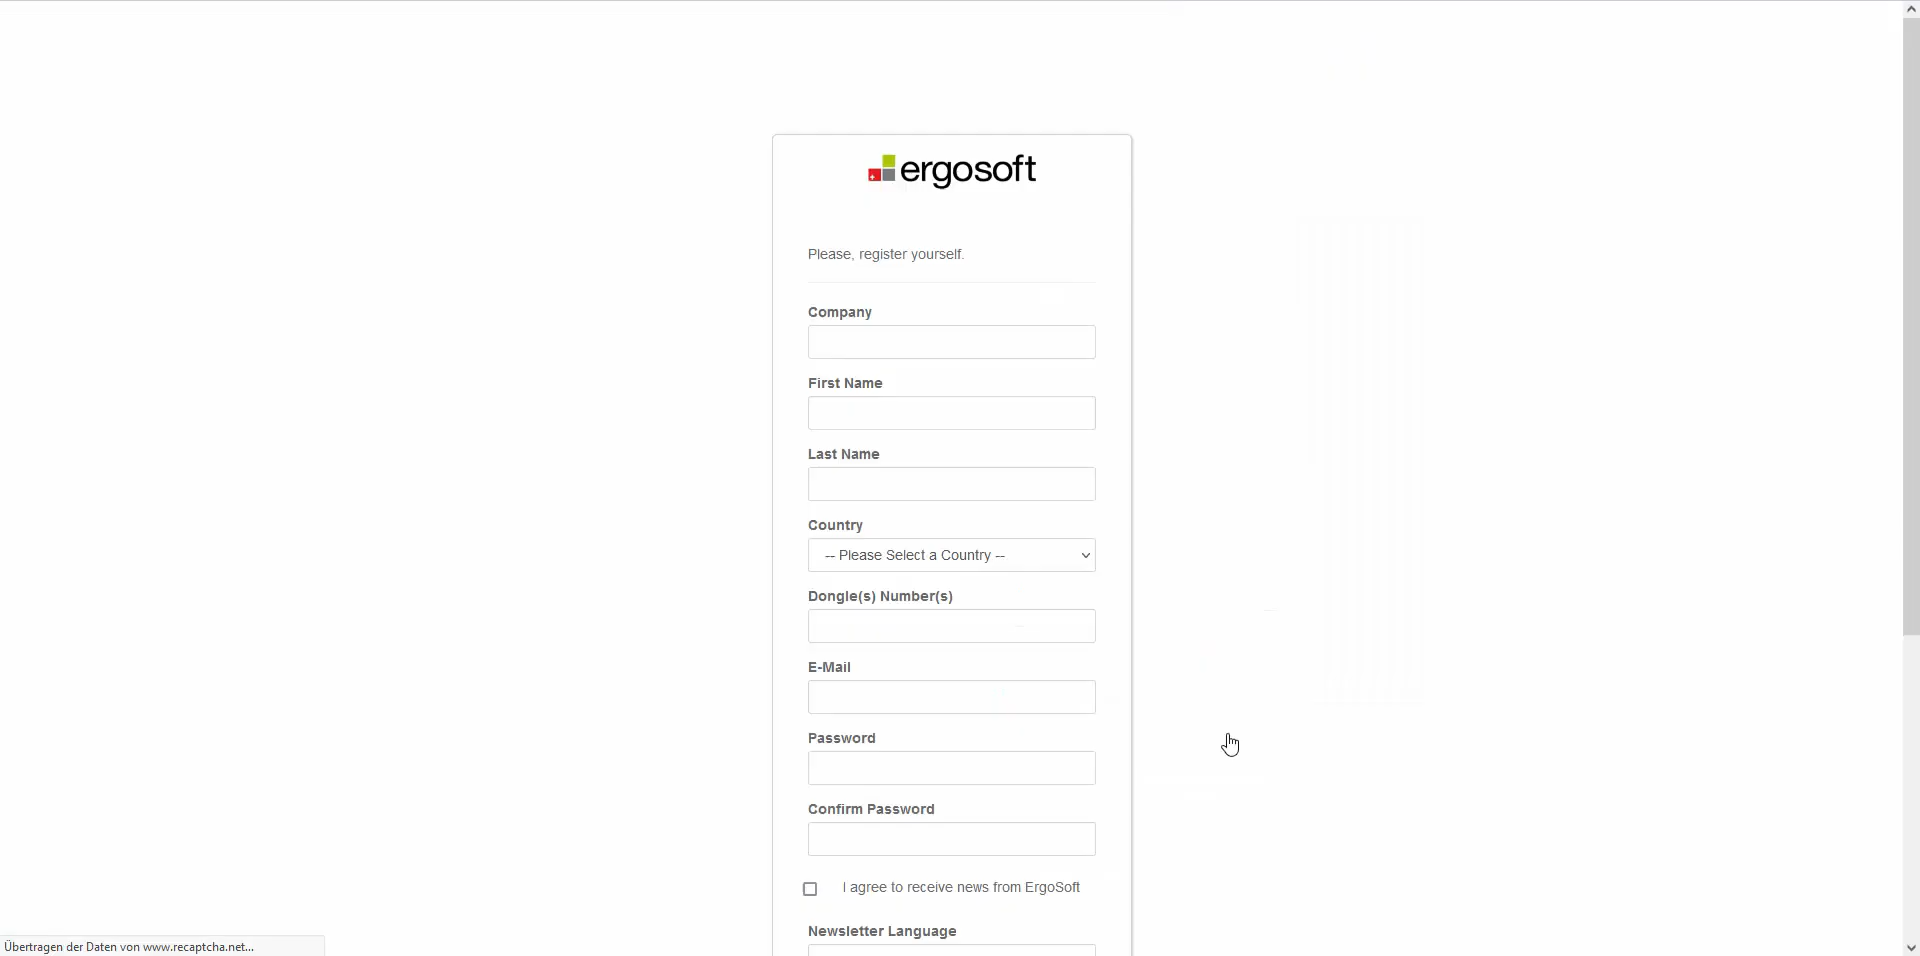 ergosoft
Please, register yourself.
Company
First Name
Last Name
Country
-- Please Select a Country --
Dongle(s) Number(s)
E-Mail
Password
Confirm Password
I agree to receive news from ErgoSoft
Newsletter Language
Übertragen der Daten von www.recaptcha.net...